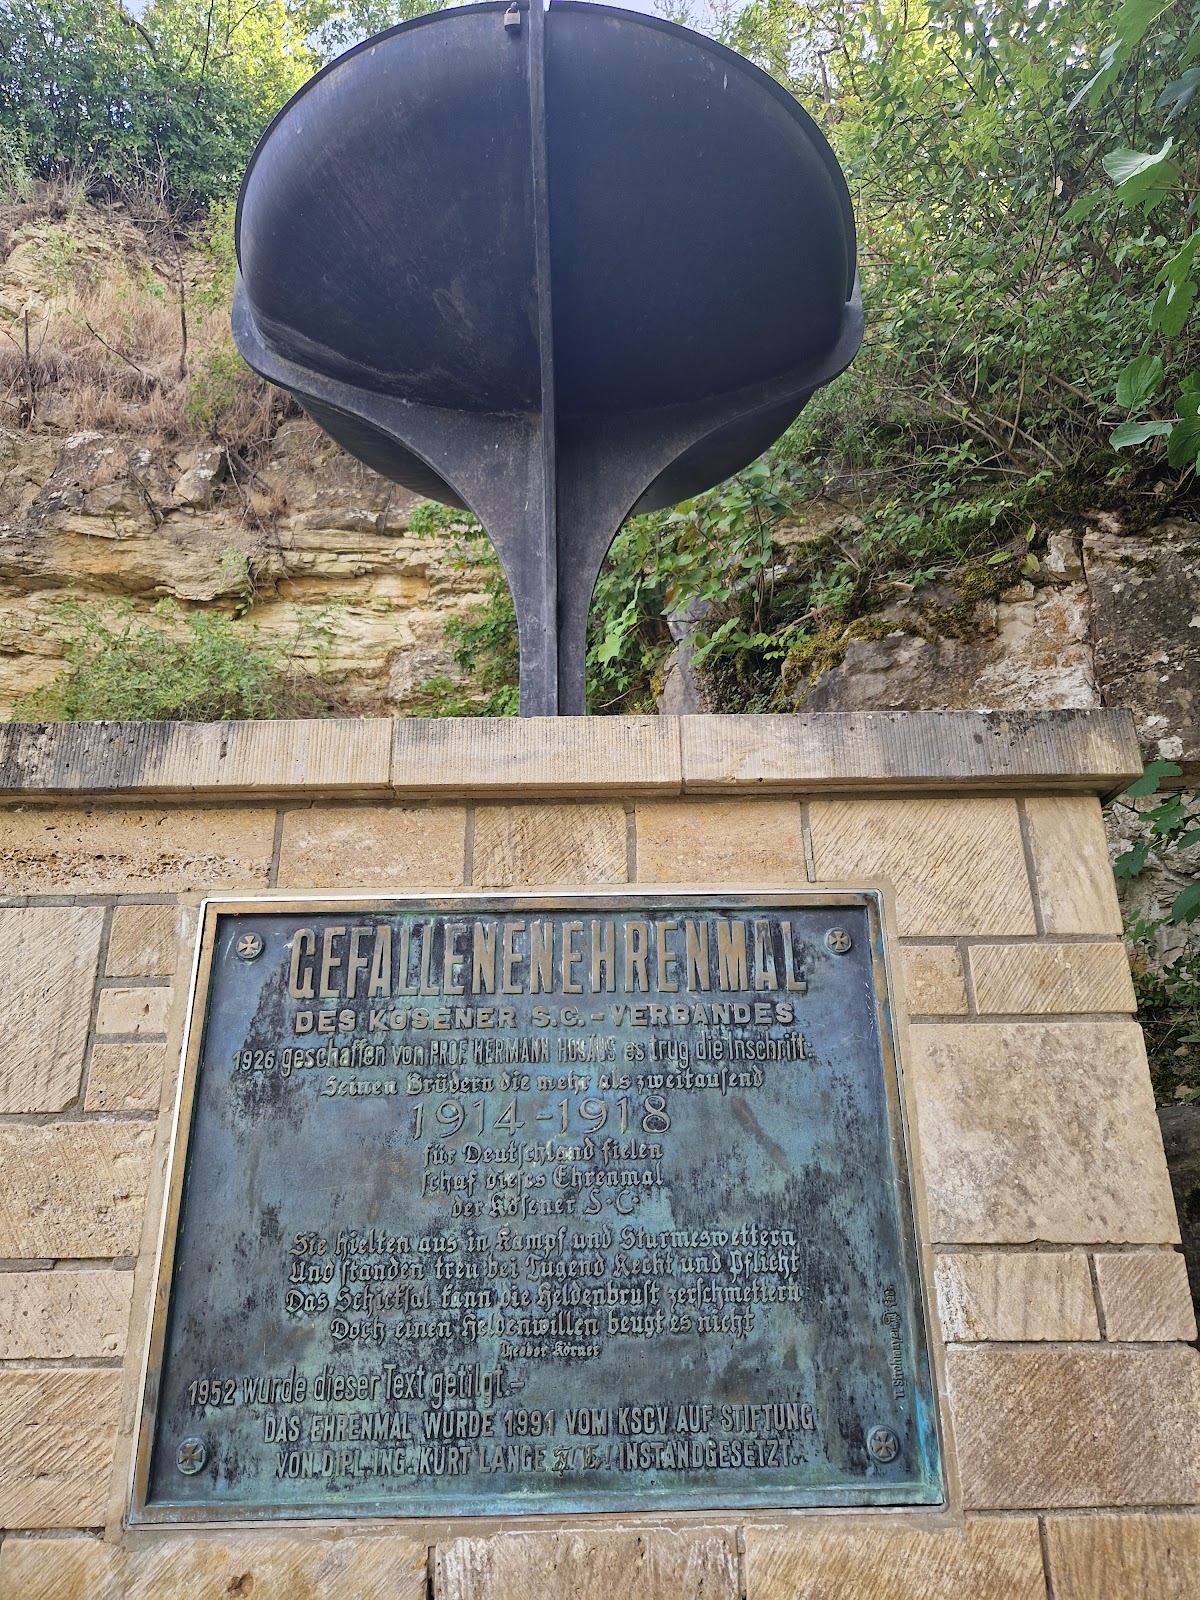 GEFALLENENEHRENMAL
DES KÖSENER S.C.-VERBANDES
1926 geschaffen von PROF HERMANN HOSÄUS es trug die Inschrift:
Seinen Brüdern die mehr als zweitausend
1914-1918
für Deutschland fielen
schuf dieses Ehrenmal
der Kösener S.C.
Sie hielten aus in Kampf und Sturmeswettern
Und standen treu bei Tugend Recht und Pflicht
Das Schicksal kann die Heldenbrust zerschmettern
Doch einen Heldenwillen beugt es nicht
Theodor Körner
1952 wurde dieser Text getilgt.-
DAS EHRENMAL WURDE 1991 VOM KSCV AUF STIFTUNG
VON DIPL.ING. KURT LANGE INSTANDGESETZT.